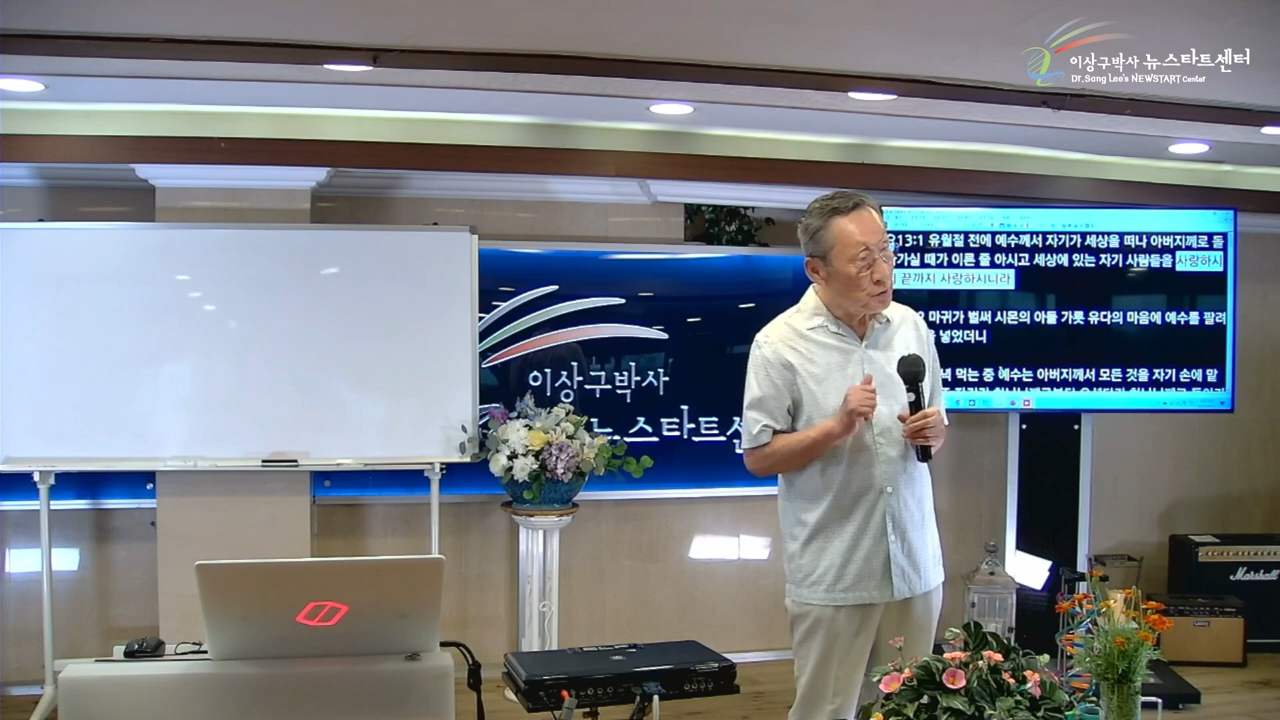 이상구박사 뉴스타트센터
Dr. Sang Lee's NEWSTART Center
13:1 유월절 전에 예수께서 자기가 세상을 떠나 아버지께로 돌
가실 때가 이른 줄 아시고 세상에 있는 자기 사람들을 사랑하시
끝까지 사랑하시니라
마귀가 벌써 시몬의 아들 가룟 유다의 마음에 예수를 팔려
넣었더니
먹는 중 예수는 아버지께서 모든 것을 자기 손에 맡
이상구박사
뉴스타트센
Marshall